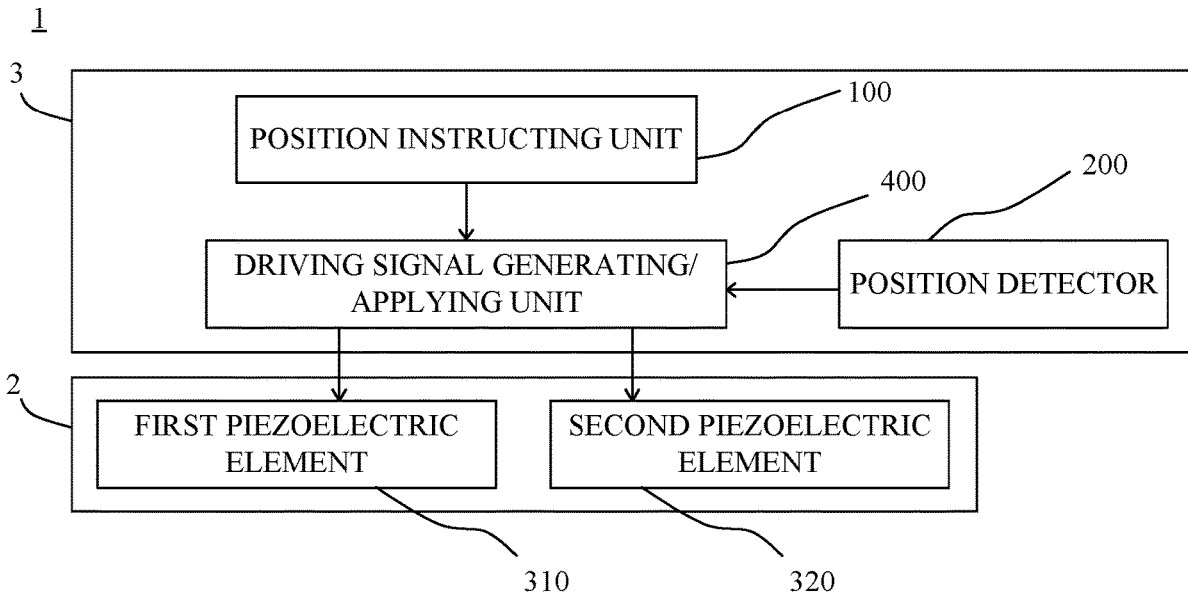 1
3
100
POSITION INSTRUCTING UNIT
400
200
DRIVING SIGNAL GENERATING/
APPLYING UNIT
POSITION DETECTOR
2
FIRST PIEZOELECTRIC
ELEMENT
SECOND PIEZOELECTRIC
ELEMENT
310
320